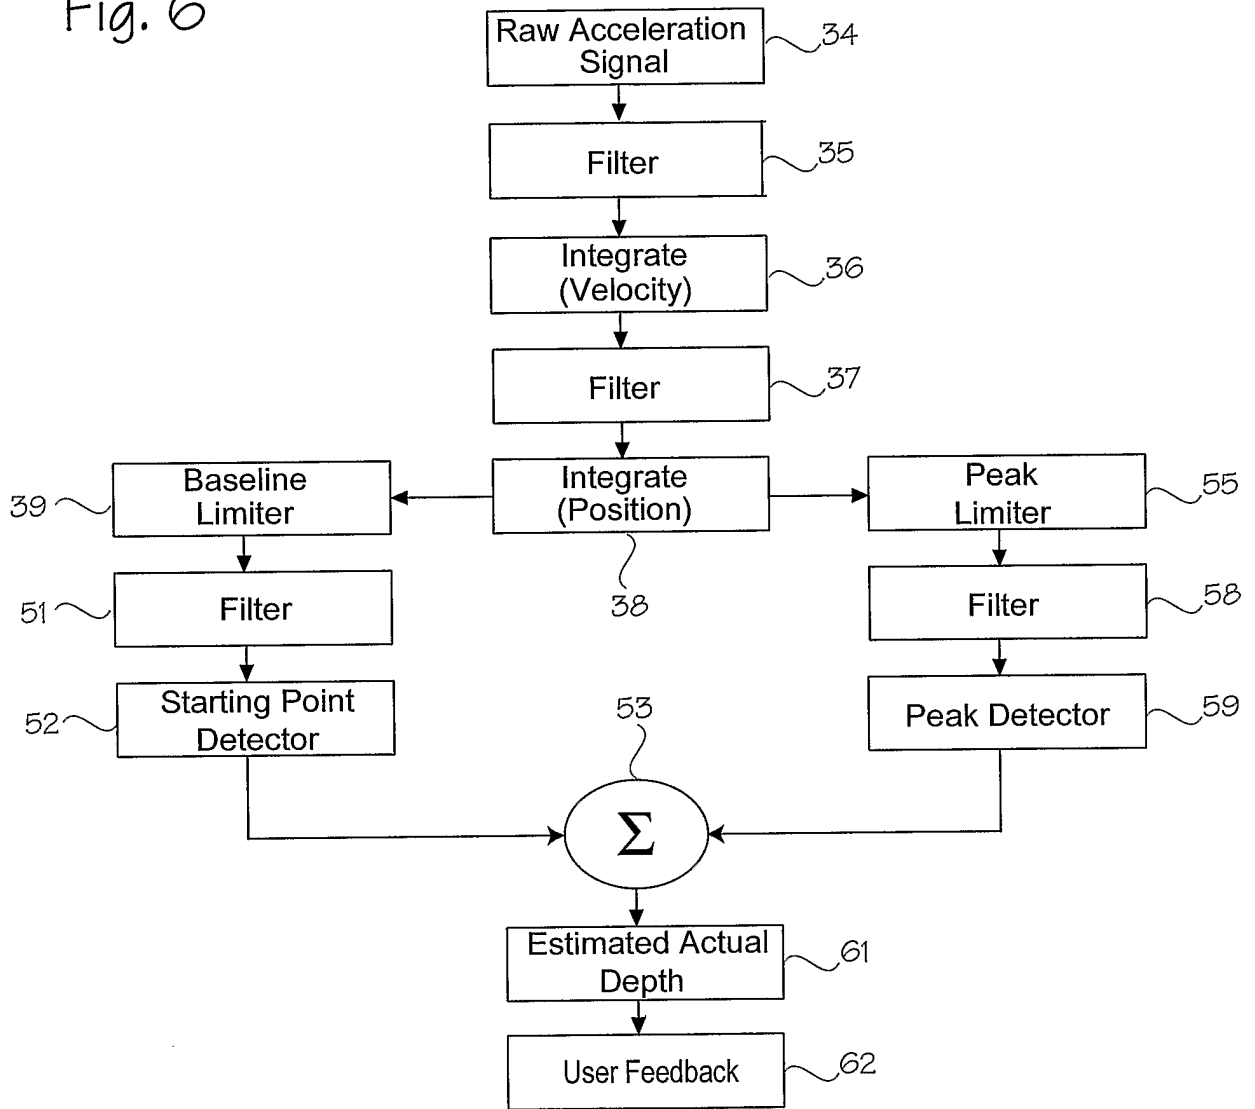 Fig. 6
Raw Acceleration
Signal
34
Filter
35
Integrate
(Velocity)
36
Filter
37
Baseline
Limiter
39
Integrate
(Position)
38
Peak
Limiter
55
Filter
51
Filter
58
Starting Point
Detector
52
Peak Detector
59
53
Σ
Estimated Actual
Depth
61
User Feedback
62